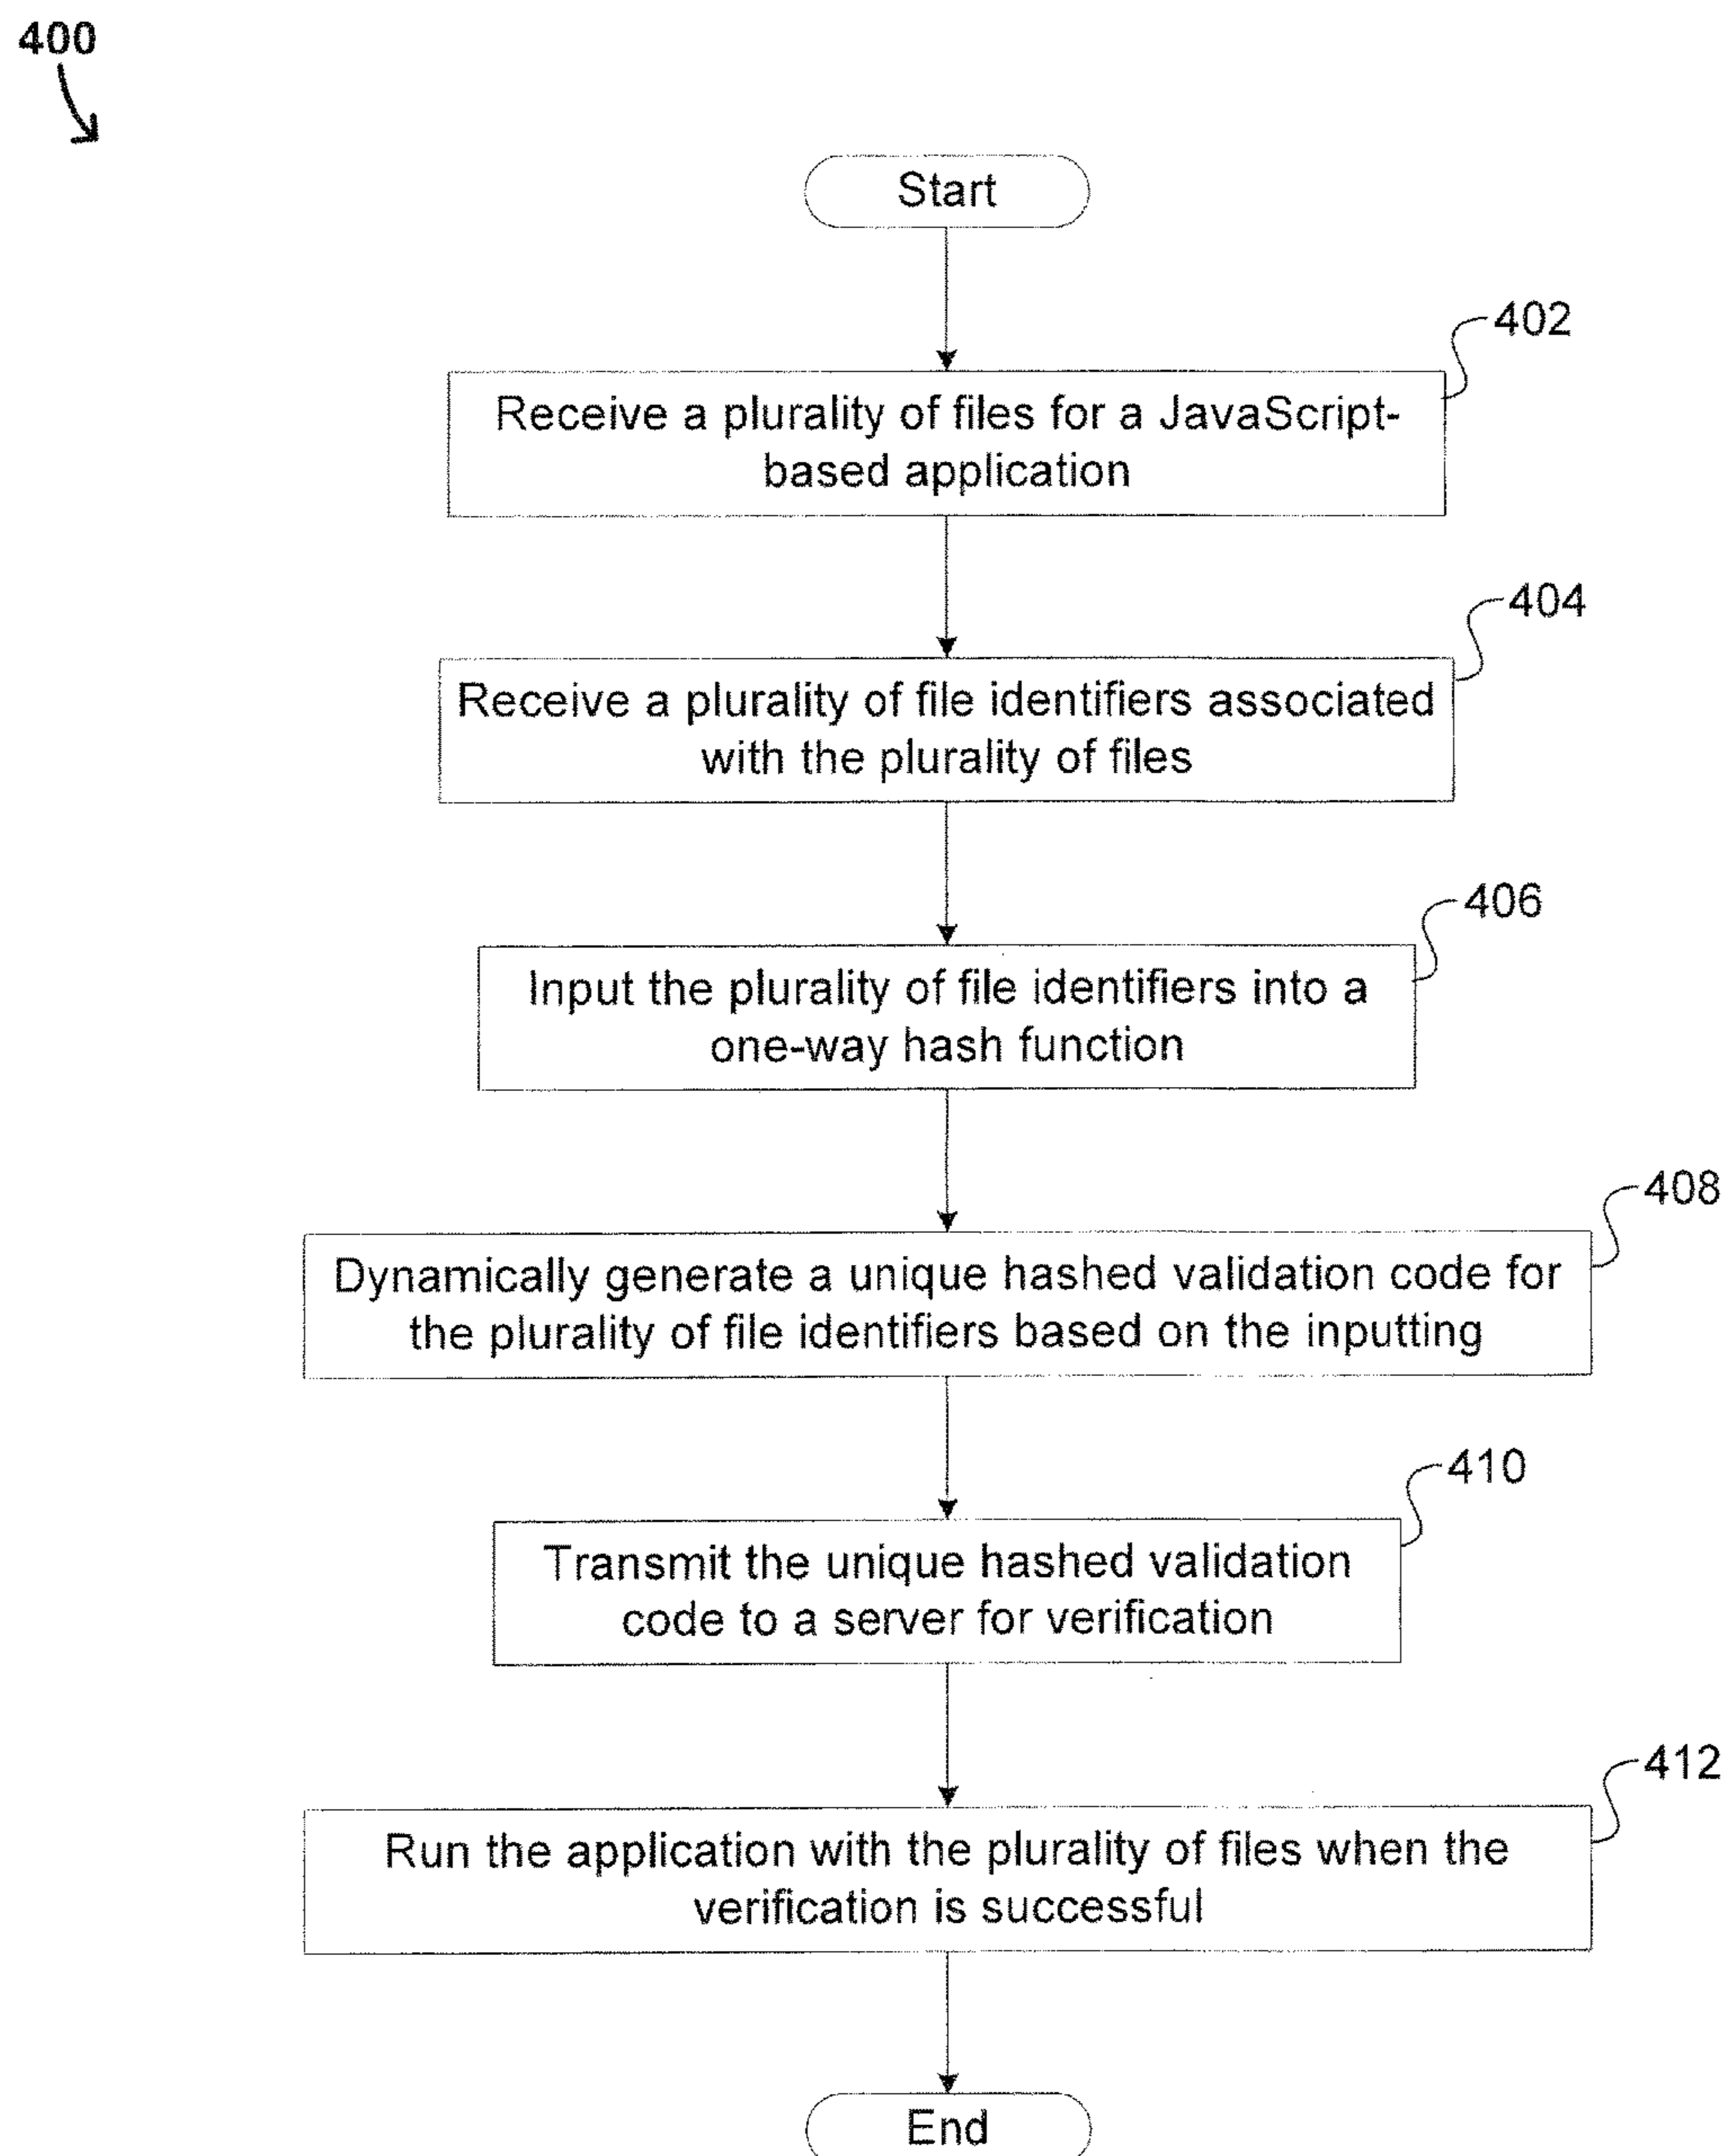 400
Start
402
Receive a plurality of files for a JavaScript-
based application
404
Receive a plurality of file identifiers associated
with the plurality of files
406
Input the plurality of file identifiers into a
one-way hash function
408
Dynamically generate a unique hashed validation code for
the plurality of file identifiers based on the inputting
410
Transmit the unique hashed validation
code to a server for verification
412
Run the application with the plurality of files when the
verification is successful
End